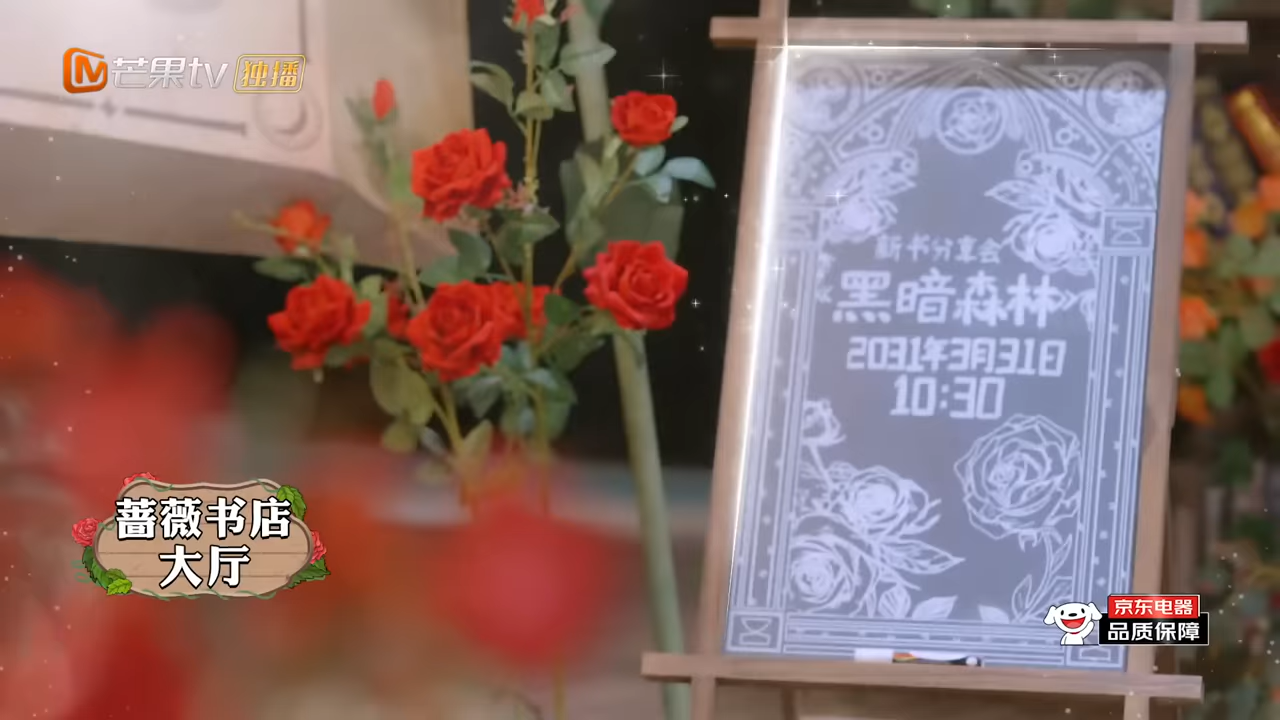 芒果tv 独播
新书分享会
《黑暗森林》
2031年3月31日
10:30
蔷薇书店
大厅
京东电器
品质保障